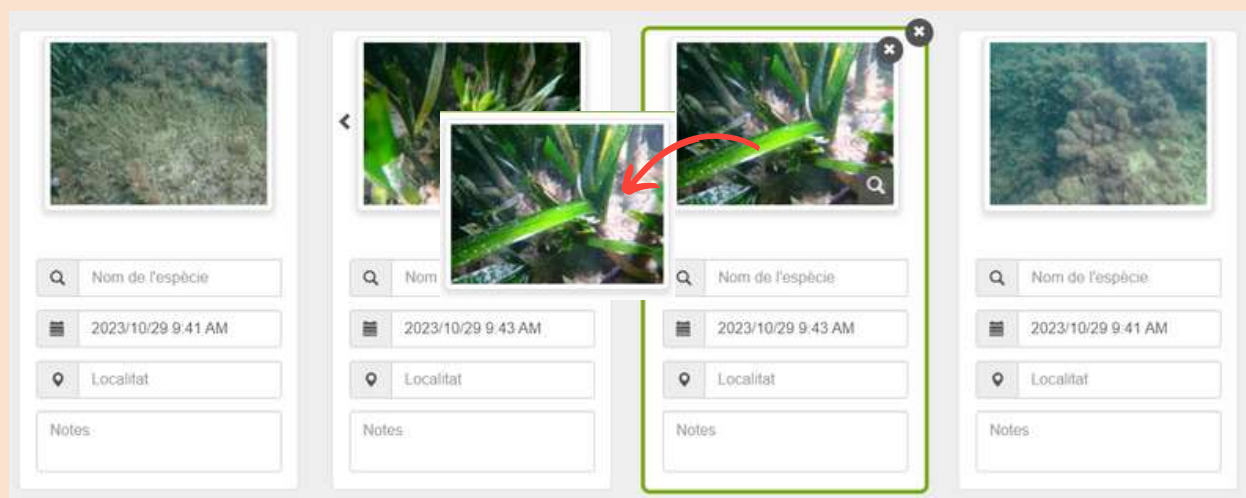 Nom de l'espècie
2023/10/29 9:41 AM
Localitat
Notes
Nom
2023/10/29 9:43 AM
Localitat
Notes
Nom de l'espècie
2023/10/29 9:43 AM
Localitat
Notes
Nom de l'espècie
2023/10/29 9:41 AM
Localitat
Notes